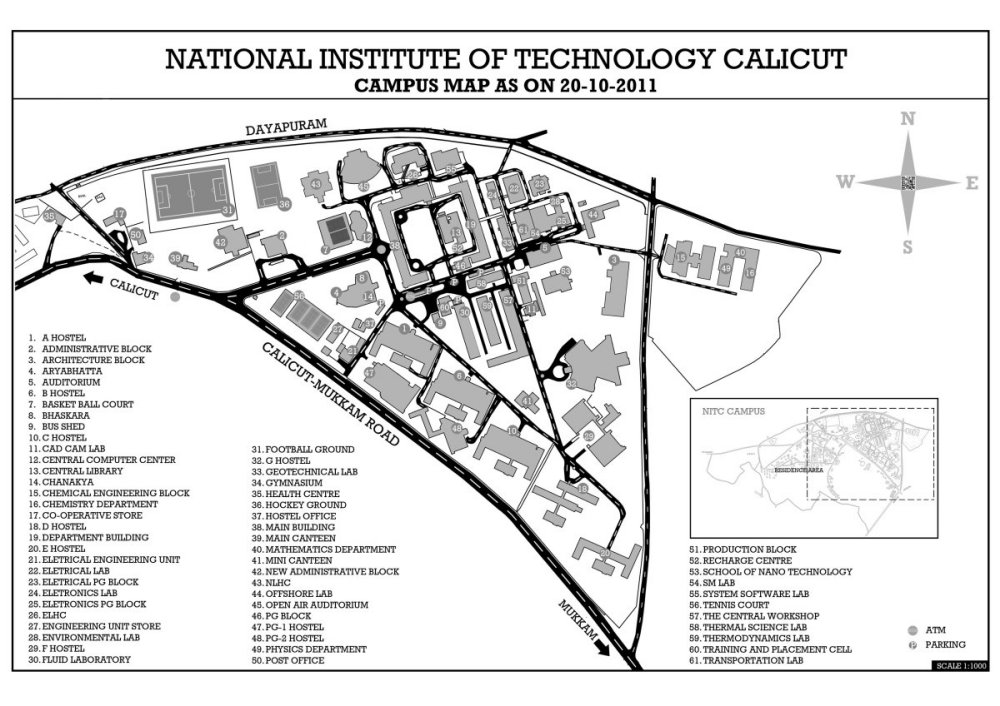 NATIONAL INSTITUTE OF TECHNOLOGY CALICUT
CAMPUS MAP AS ON 20-10-2011
DAYAPURAM
N
W
E
S
CALICUT
CALICUT-MUKKAM ROAD
MUKKAM
1. A HOSTEL
2. ADMINISTRATIVE BLOCK
3. ARCHITECTURE BLOCK
4. ARYABHATTA
5. AUDITORIUM
6. B HOSTEL
7. BASKET BALL COURT
8. BHASKARA
9. BUS SHED
10. C HOSTEL
11. CAD CAM LAB
12. CENTRAL COMPUTER CENTER
13. CENTRAL LIBRARY
14. CHANAKYA
15. CHEMICAL ENGINEERING BLOCK
16. CHEMISTRY DEPARTMENT
17. CO-OPERATIVE STORE
18. D HOSTEL
19. DEPARTMENT BUILDING
20. E HOSTEL
21. ELETRICAL ENGINEERING UNIT
22. ELETRICAL LAB
23. ELETRICAL PG BLOCK
24. ELETRONICS LAB
25. ELETRONICS PG BLOCK
26. ELHC
27. ENGINEERING UNIT STORE
28. ENVIRONMENTAL LAB
29. F HOSTEL
30. FLUID LABORATORY
31. FOOTBALL GROUND
32. G HOSTEL
33. GEOTECHNICAL LAB
34. GYMNASIUM
35. HEALTH CENTRE
36. HOCKEY GROUND
37. HOSTEL OFFICE
38. MAIN BUILDING
39. MAIN CANTEEN
40. MATHEMATICS DEPARTMENT
41. MINI CANTEEN
42. NEW ADMINISTRATIVE BLOCK
43. NLHC
44. OFFSHORE LAB
45. OPEN AIR AUDITORIUM
46. PG BLOCK
47. PG-1 HOSTEL
48. PG-2 HOSTEL
49. PHYSICS DEPARTMENT
50. POST OFFICE
NITC CAMPUS
RESIDENCE AREA
51. PRODUCTION BLOCK
52. RECHARGE CENTRE
53. SCHOOL OF NANO TECHNOLOGY
54. SM LAB
55. SYSTEM SOFTWARE LAB
56. TENNIS COURT
57. THE CENTRAL WORKSHOP
58. THERMAL SCIENCE LAB
59. THERMODYNAMICS LAB
60. TRAINING AND PLACEMENT CELL
61. TRANSPORTATION LAB
ATM
P PARKING
SCALE 1:1000